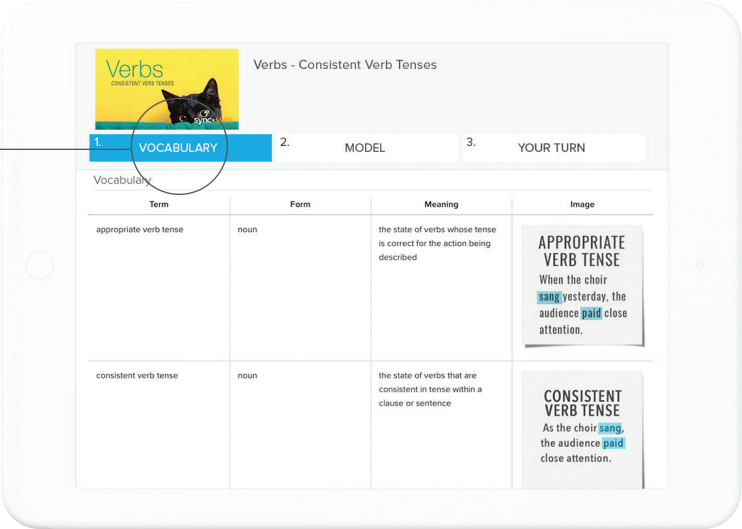 Verbs
CONSISTENT VERB TENSES
Verbs - Consistent Verb Tenses
1.
VOCABULARY
2.
MODEL
3.
YOUR TURN
Vocabulary
Term
Form
Meaning
Image
appropriate verb tense
noun
the state of verbs whose tense
is correct for the action being
described
APPROPRIATE
VERB TENSE
When the choir
sang yesterday, the
audience paid close
attention.
consistent verb tense
noun
the state of verbs that are
consistent in tense within a
clause or sentence
CONSISTENT
VERB TENSE
As the choir sang,
the audience paid
close attention.